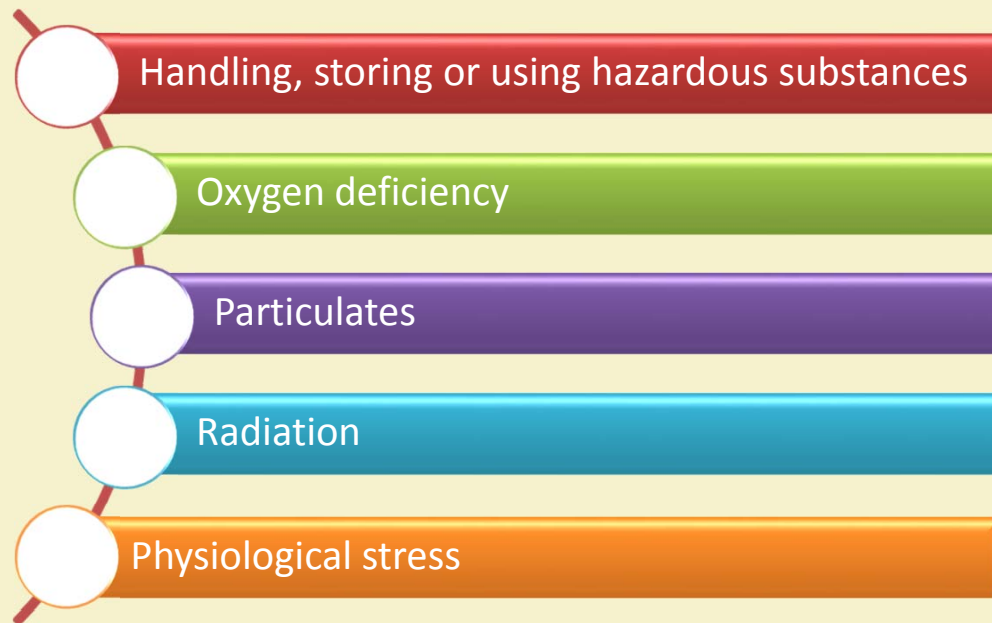 Handling, storing or using hazardous substances
Oxygen deficiency
Particulates
Radiation
Physiological stress